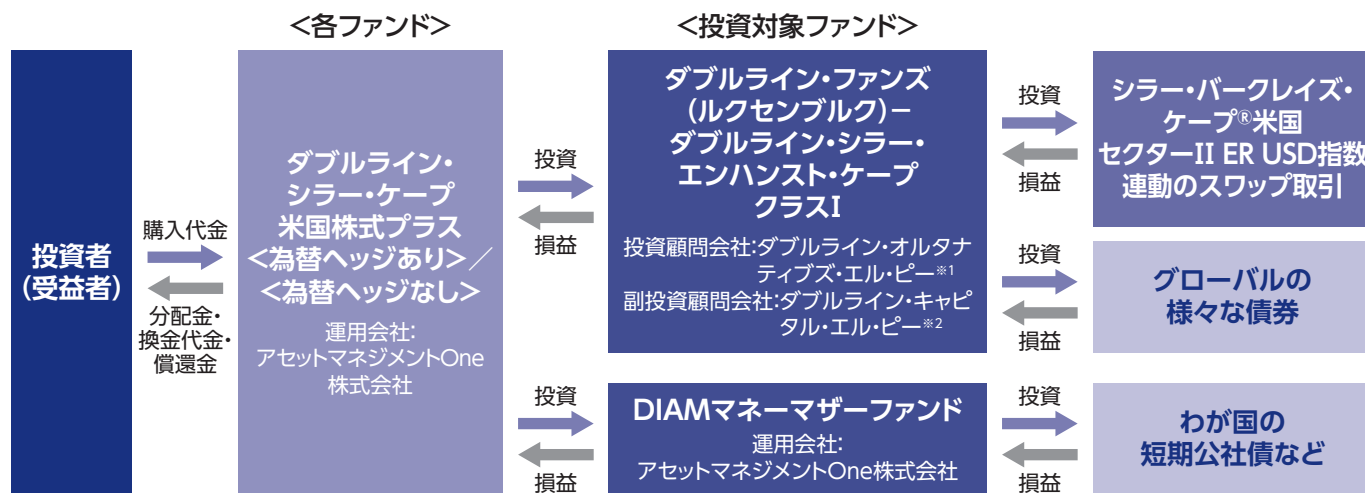 <各ファンド>
<投資対象ファンド>
投資者
(受益者)
購入代金
分配金・
換金代金・
償還金
ダブルライン・
シラー・ケープ
米国株式プラス
<為替ヘッジあり>／
<為替ヘッジなし>
運用会社:
アセットマネジメントOne
株式会社
投資
損益
ダブルライン・ファンズ
(ルクセンブルク)－
ダブルライン・シラー・
エンハンスト・ケープ
クラスI
投資顧問会社:ダブルライン・オルタナ
ティブズ・エル・ピー※1
副投資顧問会社:ダブルライン・キャピ
タル・エル・ピー※2
投資
損益
シラー・バークレイズ・
ケープ®米国
セクターII ER USD指数
連動のスワップ取引
投資
損益
グローバルの
様々な債券
投資
損益
DIAMマネーマザーファンド
運用会社:
アセットマネジメントOne株式会社
投資
損益
わが国の
短期公社債など